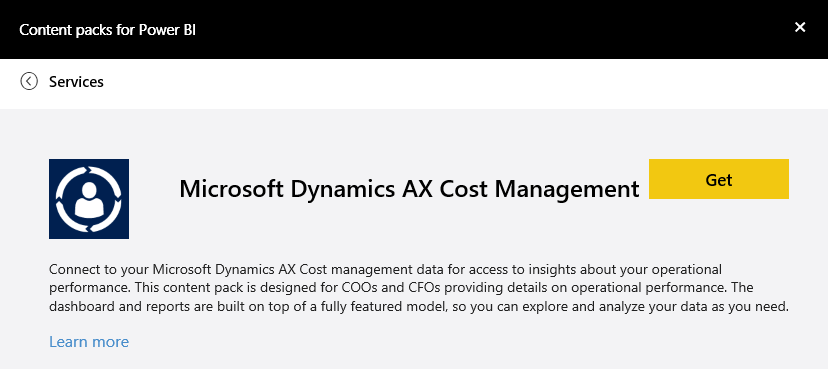 Content packs for Power BI
Services
Microsoft Dynamics AX Cost Management
Get
Connect to your Microsoft Dynamics AX Cost management data for access to insights about your operational
performance. This content pack is designed for COOs and CFOs providing details on operational performance. The
dashboard and reports are built on top of a fully featured model, so you can explore and analyze your data as you need.
Learn more